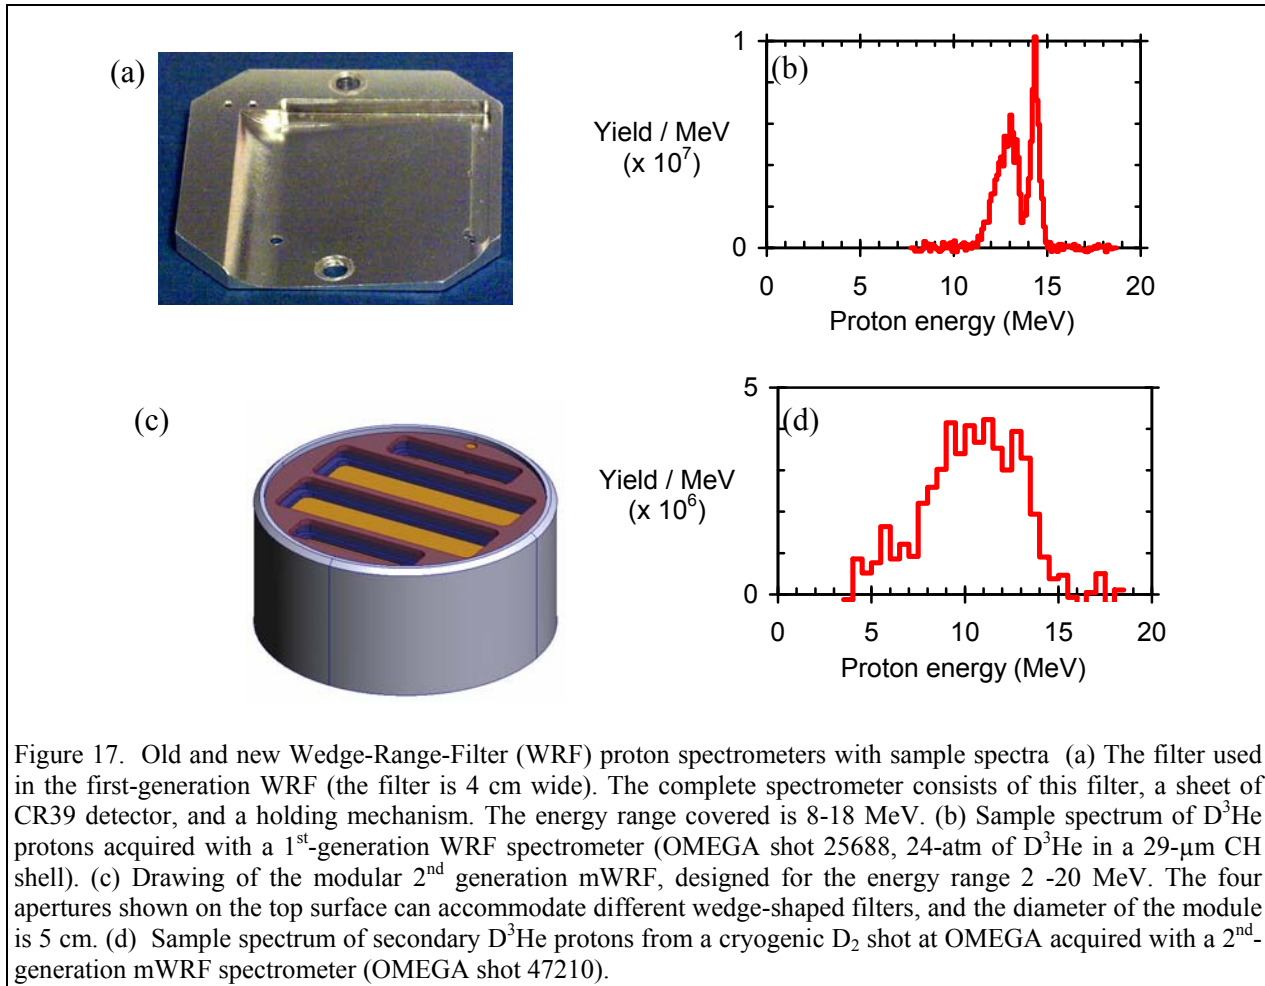 (a)
(b)
1
Yield / MeV
(x 10⁷)
0
0 5 10 15 20
Proton energy (MeV)
(c)
(d)
5
Yield / MeV
(x 10⁶)
0
0 5 10 15 20
Proton energy (MeV)
Figure 17. Old and new Wedge-Range-Filter (WRF) proton spectrometers with sample spectra (a) The filter used
in the first-generation WRF (the filter is 4 cm wide). The complete spectrometer consists of this filter, a sheet of
CR39 detector, and a holding mechanism. The energy range covered is 8-18 MeV. (b) Sample spectrum of D³He
protons acquired with a 1ˢᵗ-generation WRF spectrometer (OMEGA shot 25688, 24-atm of D³He in a 29-µm CH
shell). (c) Drawing of the modular 2ⁿᵈ generation mWRF, designed for the energy range 2 -20 MeV. The four
apertures shown on the top surface can accommodate different wedge-shaped filters, and the diameter of the module
is 5 cm. (d) Sample spectrum of secondary D³He protons from a cryogenic D₂ shot at OMEGA acquired with a 2ⁿᵈ-
generation mWRF spectrometer (OMEGA shot 47210).